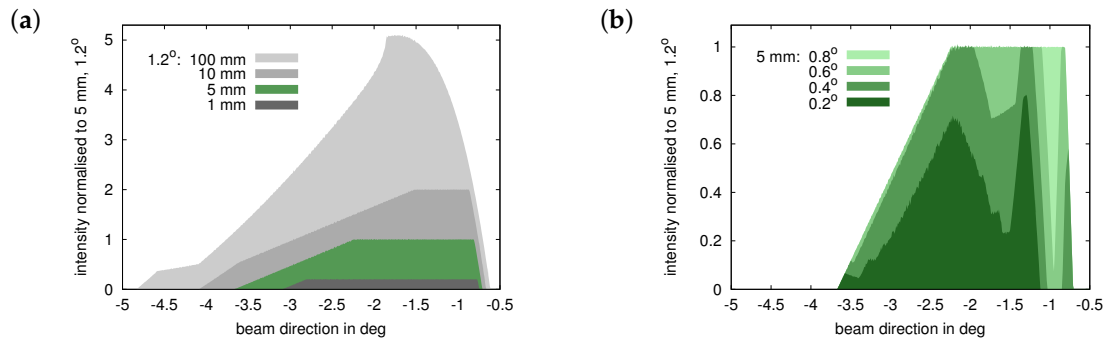 (a)
intensity normalised to 5 mm, 1.2°
5
4
3
2
1
0
1.2°: 100 mm
10 mm
5 mm
1 mm
-5 -4.5 -4 -3.5 -3 -2.5 -2 -1.5 -1 -0.5
beam direction in deg
(b)
intensity normalised to 5 mm, 1.2°
1
0.8
0.6
0.4
0.2
0
5 mm: 0.8°
0.6°
0.4°
0.2°
-5 -4.5 -4 -3.5 -3 -2.5 -2 -1.5 -1 -0.5
beam direction in deg